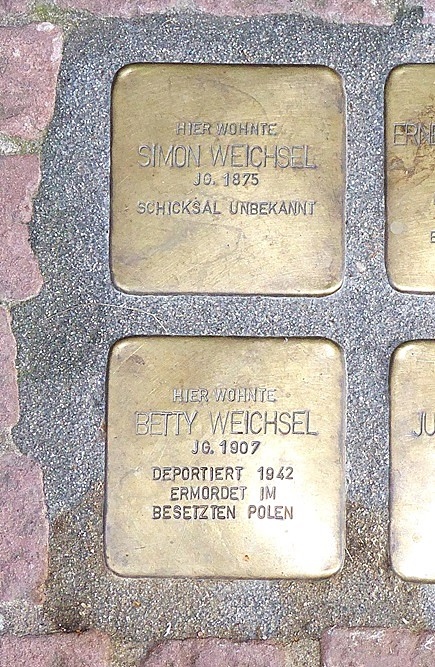 HIER WOHNTE
SIMON WEICHSEL
JG. 1875
SCHICKSAL UNBEKANNT
HIER WOHNTE
BETTY WEICHSEL
JG. 1907
DEPORTIERT 1942
ERMORDET IM
BESETZTEN POLEN